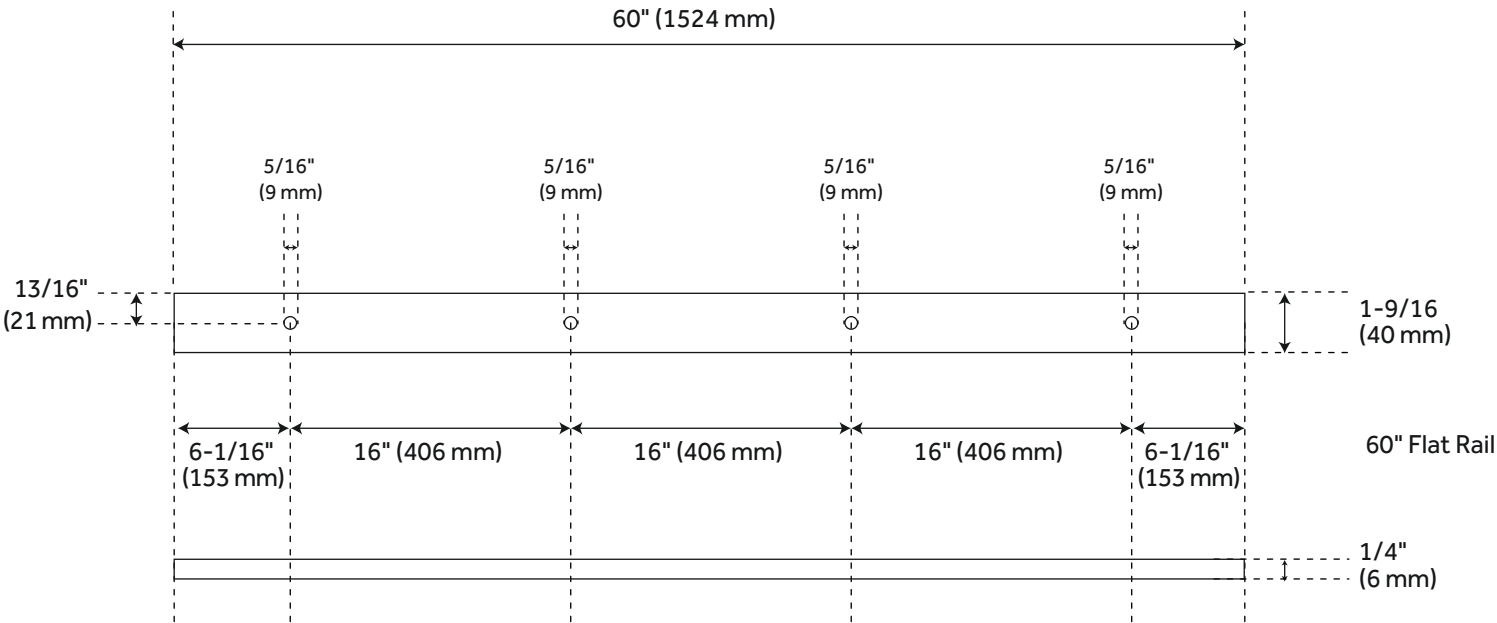 60" (1524 mm)
5/16"
(9 mm)
5/16"
(9 mm)
5/16"
(9 mm)
5/16"
(9 mm)
13/16"
(21 mm)
1-9/16
(40 mm)
6-1/16"
(153 mm)
16" (406 mm)
16" (406 mm)
16" (406 mm)
6-1/16"
(153 mm)
60" Flat Rail
1/4"
(6 mm)